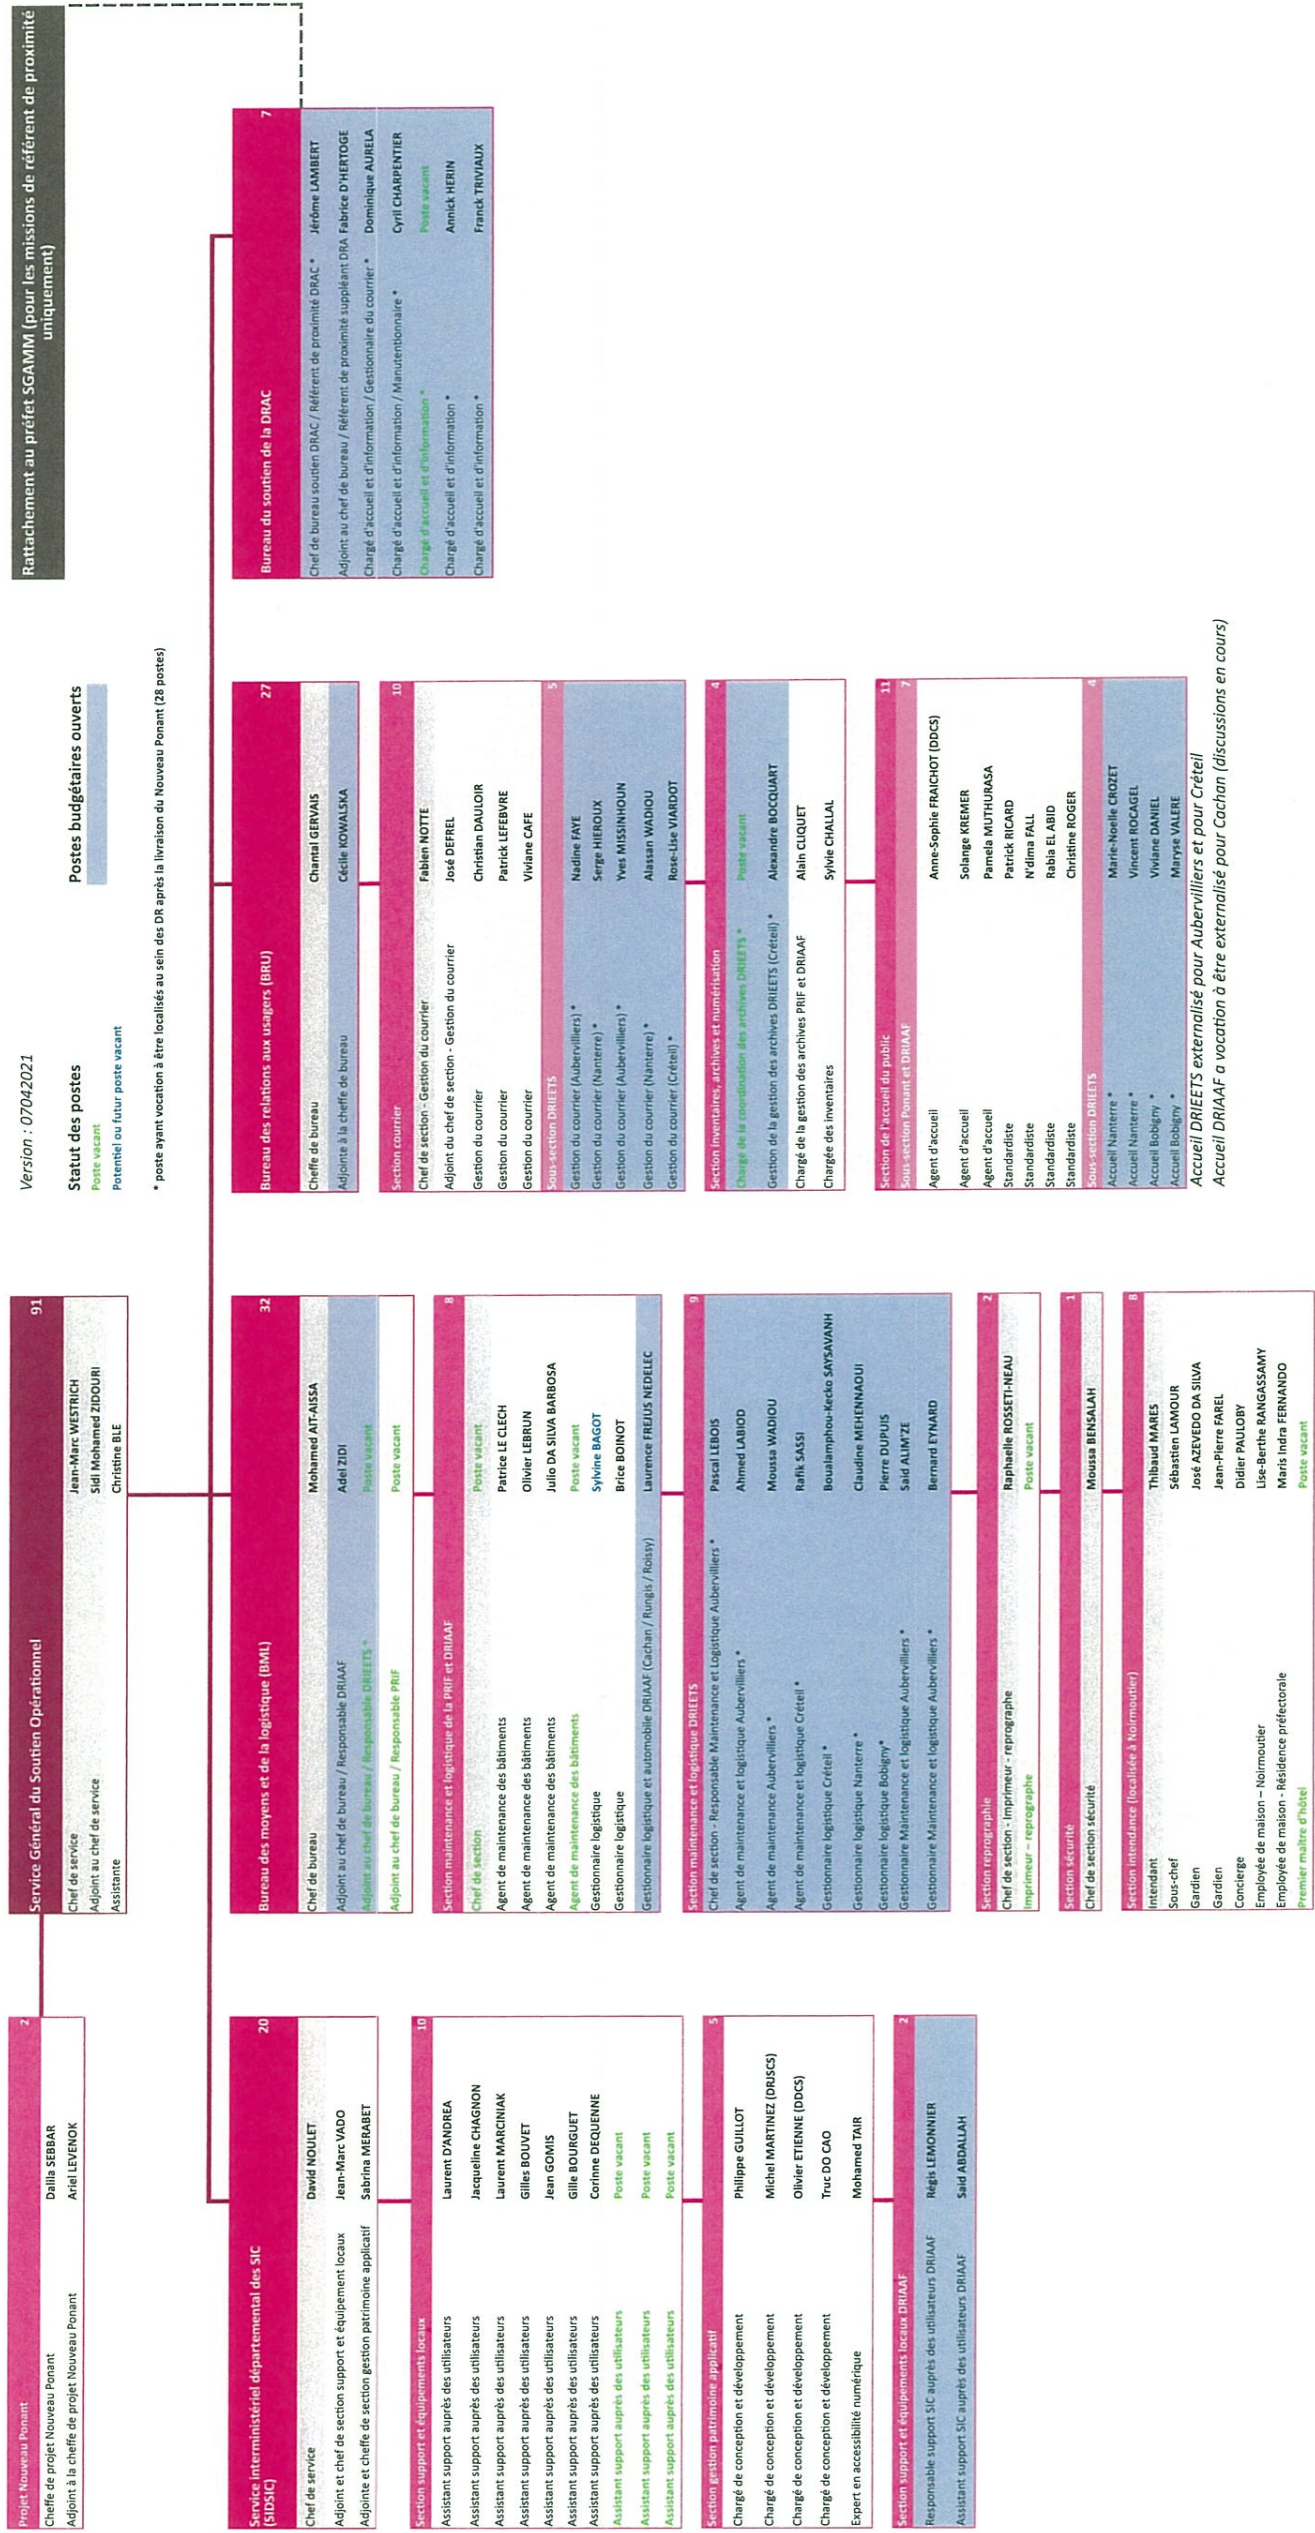 Projet Nouveau Ponant 2
Cheffe de projet Nouveau Ponant Dalila SEBBAR
Adjoint à la cheffe de projet Nouveau Ponant Ariel LEVENOK
Service Général du Soutien Opérationnel 91
Chef de service Jean-Marc WESTRICH
Adjoint au chef de service Sidi Mohamed ZIDOURI
Assistante Christine BLE
Version : 07042021
Statut des postes
Poste vacant
Potentiel ou futur poste vacant
Postes budgétaires ouverts
* poste ayant vocation à être localisés au sein des DR après la livraison du Nouveau Ponant (28 postes)
Rattachement au préfet SGAMM (pour les missions de référent de proximité
uniquement)
Service interministériel départemental des SIC
(SIDSIC) 20
Chef de service David NOULET
Adjoint et chef de section support et équipement locaux Jean-Marc VADO
Adjointe et cheffe de section gestion patrimoine applicatif Sabrina MERABET
Section support et équipements locaux 10
Assistant support auprès des utilisateurs Laurent D'ANDREA
Assistant support auprès des utilisateurs Jacqueline CHAGNON
Assistant support auprès des utilisateurs Laurent MARCINIAK
Assistant support auprès des utilisateurs Gilles BOUVET
Assistant support auprès des utilisateurs Jean GOMIS
Assistant support auprès des utilisateurs Gille BOURGUET
Assistant support auprès des utilisateurs Corinne DEQUENNE
Assistant support auprès des utilisateurs Poste vacant
Assistant support auprès des utilisateurs Poste vacant
Assistant support auprès des utilisateurs Poste vacant
Section gestion patrimoine applicatif 5
Chargé de conception et développement Philippe GUILLOT
Chargé de conception et développement Michel MARTINEZ (DRJSCS)
Chargé de conception et développement Olivier ETIENNE (DDCS)
Chargé de conception et développement Truc DO CAO
Expert en accessibilité numérique Mohamed TAIR
Section support et équipements locaux DRIAAF 2
Responsable support SIC auprès des utilisateurs DRIAAF Régis LEMONNIER
Assistant support SIC auprès des utilisateurs DRIAAF Said ABDALLAH
Bureau des moyens et de la logistique (BML) 32
Chef de bureau Mohamed AIT-AISSA
Adjoint au chef de bureau / Responsable DRIAAF Adel ZIDI
Adjoint au chef de bureau / Responsable DRIEETS * Poste vacant
Adjoint au chef de bureau / Responsable PRIF Poste vacant
Section maintenance et logistique de la PRIF et DRIAAF 8
Chef de section Poste vacant
Agent de maintenance des bâtiments Patrice LE CLECH
Agent de maintenance des bâtiments Olivier LEBRUN
Agent de maintenance des bâtiments Julio DA SILVA BARBOSA
Agent de maintenance des bâtiments Poste vacant
Gestionnaire logistique Sylvine BAGOT
Gestionnaire logistique Brice BOINOT
Gestionnaire logistique et automobile DRIAAF (Cachan / Rungis / Roissy) Laurence FREJUS NEDELEC
Section maintenance et logistique DRIEETS 9
Chef de section - Responsable Maintenance et Logistique Aubervilliers * Pascal LEBOIS
Agent de maintenance et logistique Aubervilliers * Ahmed LABIOD
Agent de maintenance Aubervilliers * Moussa WADIOU
Agent de maintenance et logistique Créteil * Rafik SASSI
Gestionnaire logistique Créteil * Boualamphou-Kecko SAYSAVANH
Gestionnaire logistique Nanterre * Claudine MEHENNAOUI
Gestionnaire logistique Bobigny* Pierre DUPUIS
Gestionnaire Maintenance et logistique Aubervilliers * Said ALIM'ZE
Gestionnaire Maintenance et logistique Aubervilliers * Bernard EYNARD
Section reprographie 2
Chef de section - Imprimeur - reprographe Raphaelle ROSSETI-NEAU
Imprimeur – reprographe Poste vacant
Section sécurité 1
Chef de section sécurité Moussa BENSALAH
Section intendance (localisée à Noirmoutier) 8
Intendant Thibaud MARES
Sous-chef Sébastien LAMOUR
Gardien José AZEVEDO DA SILVA
Gardien Jean-Pierre FAREL
Concierge Didier PAULOBY
Employée de maison – Noirmoutier Lise-Berthe RANGASSAMY
Employée de maison - Résidence préfectorale Maris Indra FERNANDO
Premier maître d'hôtel Poste vacant
Bureau des relations aux usagers (BRU) 27
Cheffe de bureau Chantal GERVAIS
Adjointe à la cheffe de bureau Cécile KOWALSKA
Section courrier 10
Chef de section - Gestion du courrier Fabien NOTTE
Adjoint du chef de section - Gestion du courrier José DEFREL
Gestion du courrier Christian DAULOIR
Gestion du courrier Patrick LEFEBVRE
Gestion du courrier Viviane CAFE
Sous-section DRIEETS 5
Gestion du courrier (Aubervilliers) * Nadine FAYE
Gestion du courrier (Nanterre) * Serge HIEROUX
Gestion du courrier (Aubervilliers) * Yves MISSINHOUN
Gestion du courrier (Nanterre) * Alassan WADIOU
Gestion du courrier (Créteil) * Rose-Lise VIARDOT
Section inventaires, archives et numérisation 4
Chargé de la coordination des archives DRIEETS * Poste vacant
Gestion de la gestion des archives DRIEETS (Créteil) * Alexandre BOCQUART
Chargé de la gestion des archives PRIF et DRIAAF Alain CLIQUET
Chargée des inventaires Sylvie CHALLAL
Section de l'accueil du public 11
Sous-section Ponant et DRIAAF 7
Agent d'accueil Anne-Sophie FRAICHOT (DDCS)
Agent d'accueil Solange KREMER
Agent d'accueil Pamela MUTHURASA
Standardiste Patrick RICARD
Standardiste N'dima FALL
Standardiste Rabia EL ABID
Standardiste Christine ROGER
Sous-section DRIEETS 4
Accueil Nanterre * Marie-Noelle CROZET
Accueil Nanterre * Vincent ROCAGEL
Accueil Bobigny * Viviane DANIEL
Accueil Bobigny * Maryse VALERE
Accueil DRIEETS externalisé pour Aubervilliers et pour Créteil
Accueil DRIAAF a vocation à être externalisé pour Cachan (discussions en cours)
Bureau du soutien de la DRAC 7
Chef de bureau soutien DRAC / Référent de proximité DRAC * Jérôme LAMBERT
Adjoint au chef de bureau / Référent de proximité suppléant DRA Fabrice D'HERTOGE
Chargé d'accueil et d'information / Gestionnaire du courrier * Dominique AURELA
Chargé d'accueil et d'information / Manutentionnaire * Cyril CHARPENTIER
Chargé d'accueil et d'information * Poste vacant
Chargé d'accueil et d'information * Annick HERIN
Chargé d'accueil et d'information * Franck TRIVIAUX